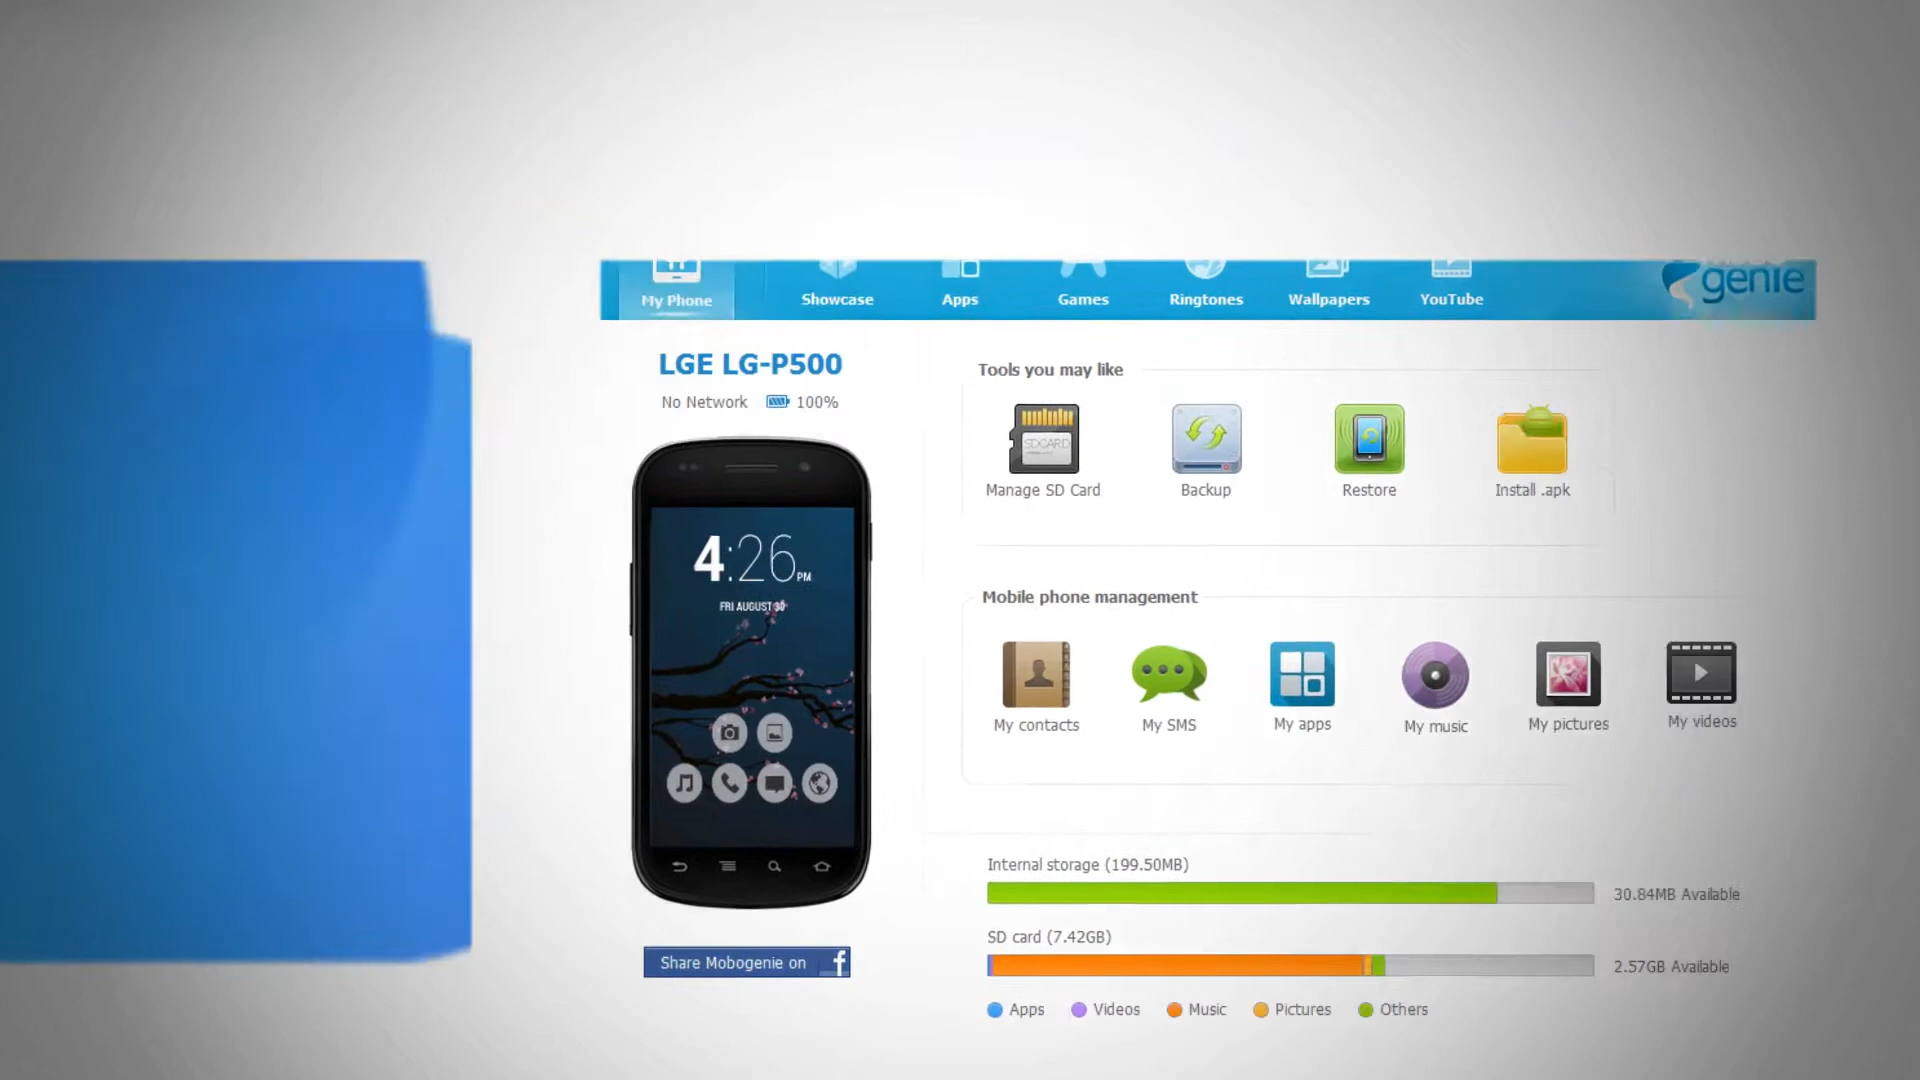 My Phone
Showcase
Apps
Games
Ringtones
Wallpapers
YouTube
genie
LGE LG-P500
No Network
100%
4:26 PM
FRI AUGUST 30
Share Mobogenie on f
Tools you may like
SDCARD
Manage SD Card
Backup
Restore
Install .apk
Mobile phone management
My contacts
My SMS
My apps
My music
My pictures
My videos
Internal storage (199.50MB)
30.84MB Available
SD card (7.42GB)
2.57GB Available
Apps
Videos
Music
Pictures
Others